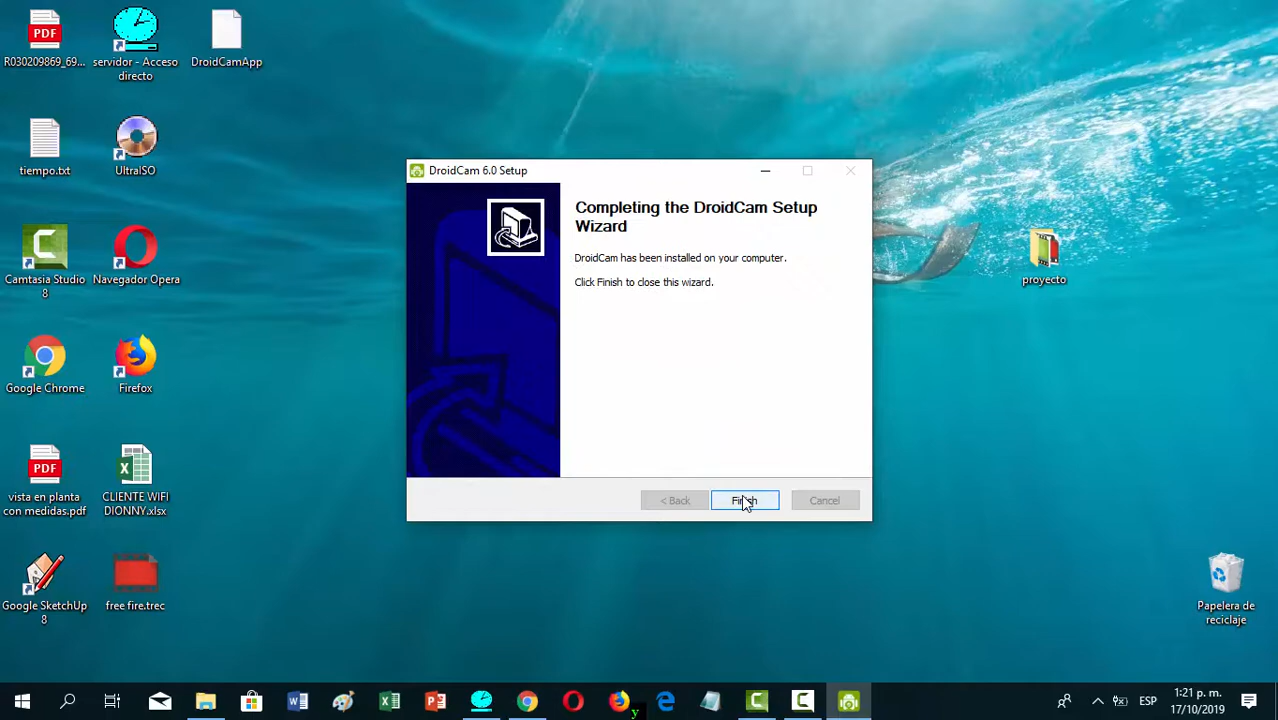 R030209869_69...
servidor - Acceso
directo
DroidCamApp
tiempo.txt
UltraISO
Camtasia Studio
8
Navegador Opera
Google Chrome
Firefox
vista en planta
con medidas.pdf
CLIENTE WIFI
DIONNY.xlsx
Google SketchUp
8
free fire.trec
PDF
PDF
DroidCam 6.0 Setup
Completing the DroidCam Setup
Wizard
DroidCam has been installed on your computer.
Click Finish to close this wizard.
< Back
Finish
Cancel
proyecto
Papelera de
reciclaje
y
ESP
1:21 p. m.
17/10/2019